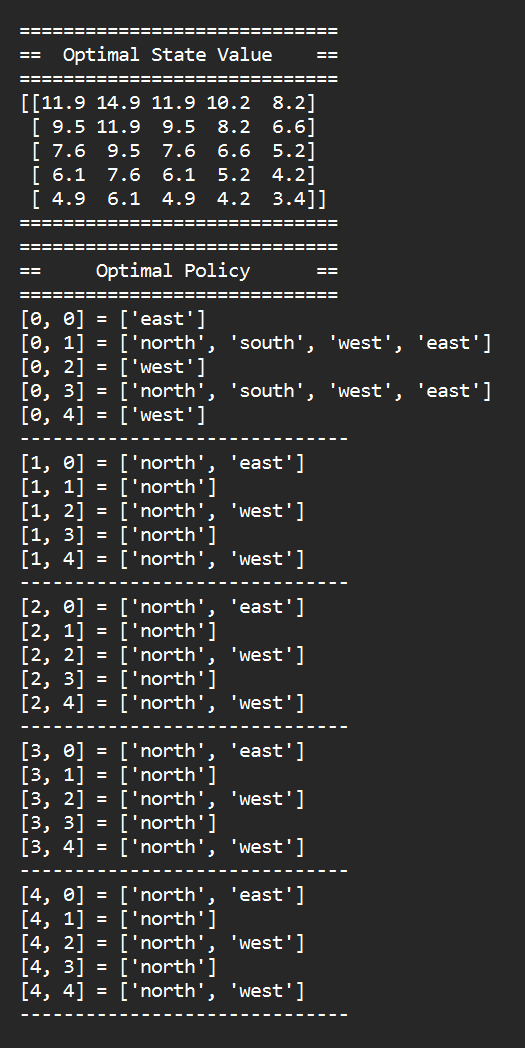 =============================
==  Optimal State Value    ==
=============================
[[11.9 14.9 11.9 10.2  8.2]
 [ 9.5 11.9  9.5  8.2  6.6]
 [ 7.6  9.5  7.6  6.6  5.2]
 [ 6.1  7.6  6.1  5.2  4.2]
 [ 4.9  6.1  4.9  4.2  3.4]]
=============================
=============================
==     Optimal Policy      ==
=============================
[0, 0] = ['east']
[0, 1] = ['north', 'south', 'west', 'east']
[0, 2] = ['west']
[0, 3] = ['north', 'south', 'west', 'east']
[0, 4] = ['west']
------------------------------
[1, 0] = ['north', 'east']
[1, 1] = ['north']
[1, 2] = ['north', 'west']
[1, 3] = ['north']
[1, 4] = ['north', 'west']
------------------------------
[2, 0] = ['north', 'east']
[2, 1] = ['north']
[2, 2] = ['north', 'west']
[2, 3] = ['north']
[2, 4] = ['north', 'west']
------------------------------
[3, 0] = ['north', 'east']
[3, 1] = ['north']
[3, 2] = ['north', 'west']
[3, 3] = ['north']
[3, 4] = ['north', 'west']
------------------------------
[4, 0] = ['north', 'east']
[4, 1] = ['north']
[4, 2] = ['north', 'west']
[4, 3] = ['north']
[4, 4] = ['north', 'west']
------------------------------